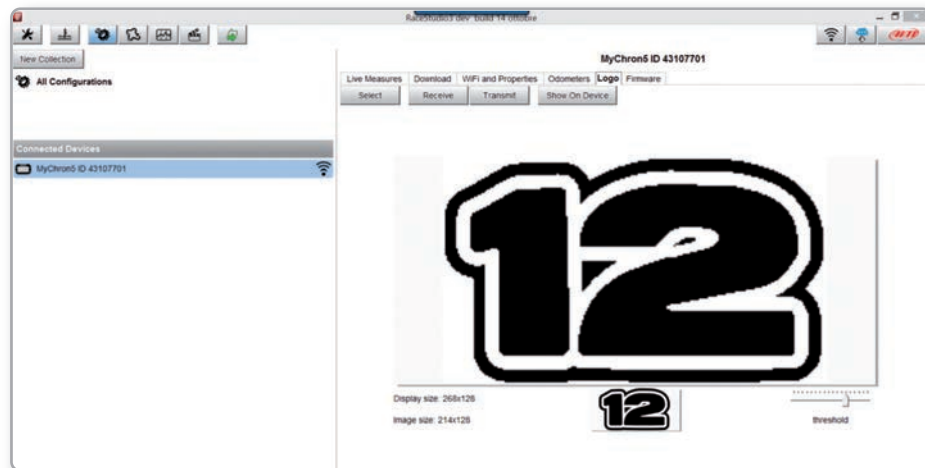 RaceStudio3 dev build 14 ottobre
New Collection
All Configurations
Connected Devices
MyChron5 ID 43107701
MyChron5 ID 43107701
Live Measures Download WiFi and Properties Odometers Logo Firmware
Select Receive Transmit Show On Device
12
Display size: 268x128
Image size: 214x128
12
threshold